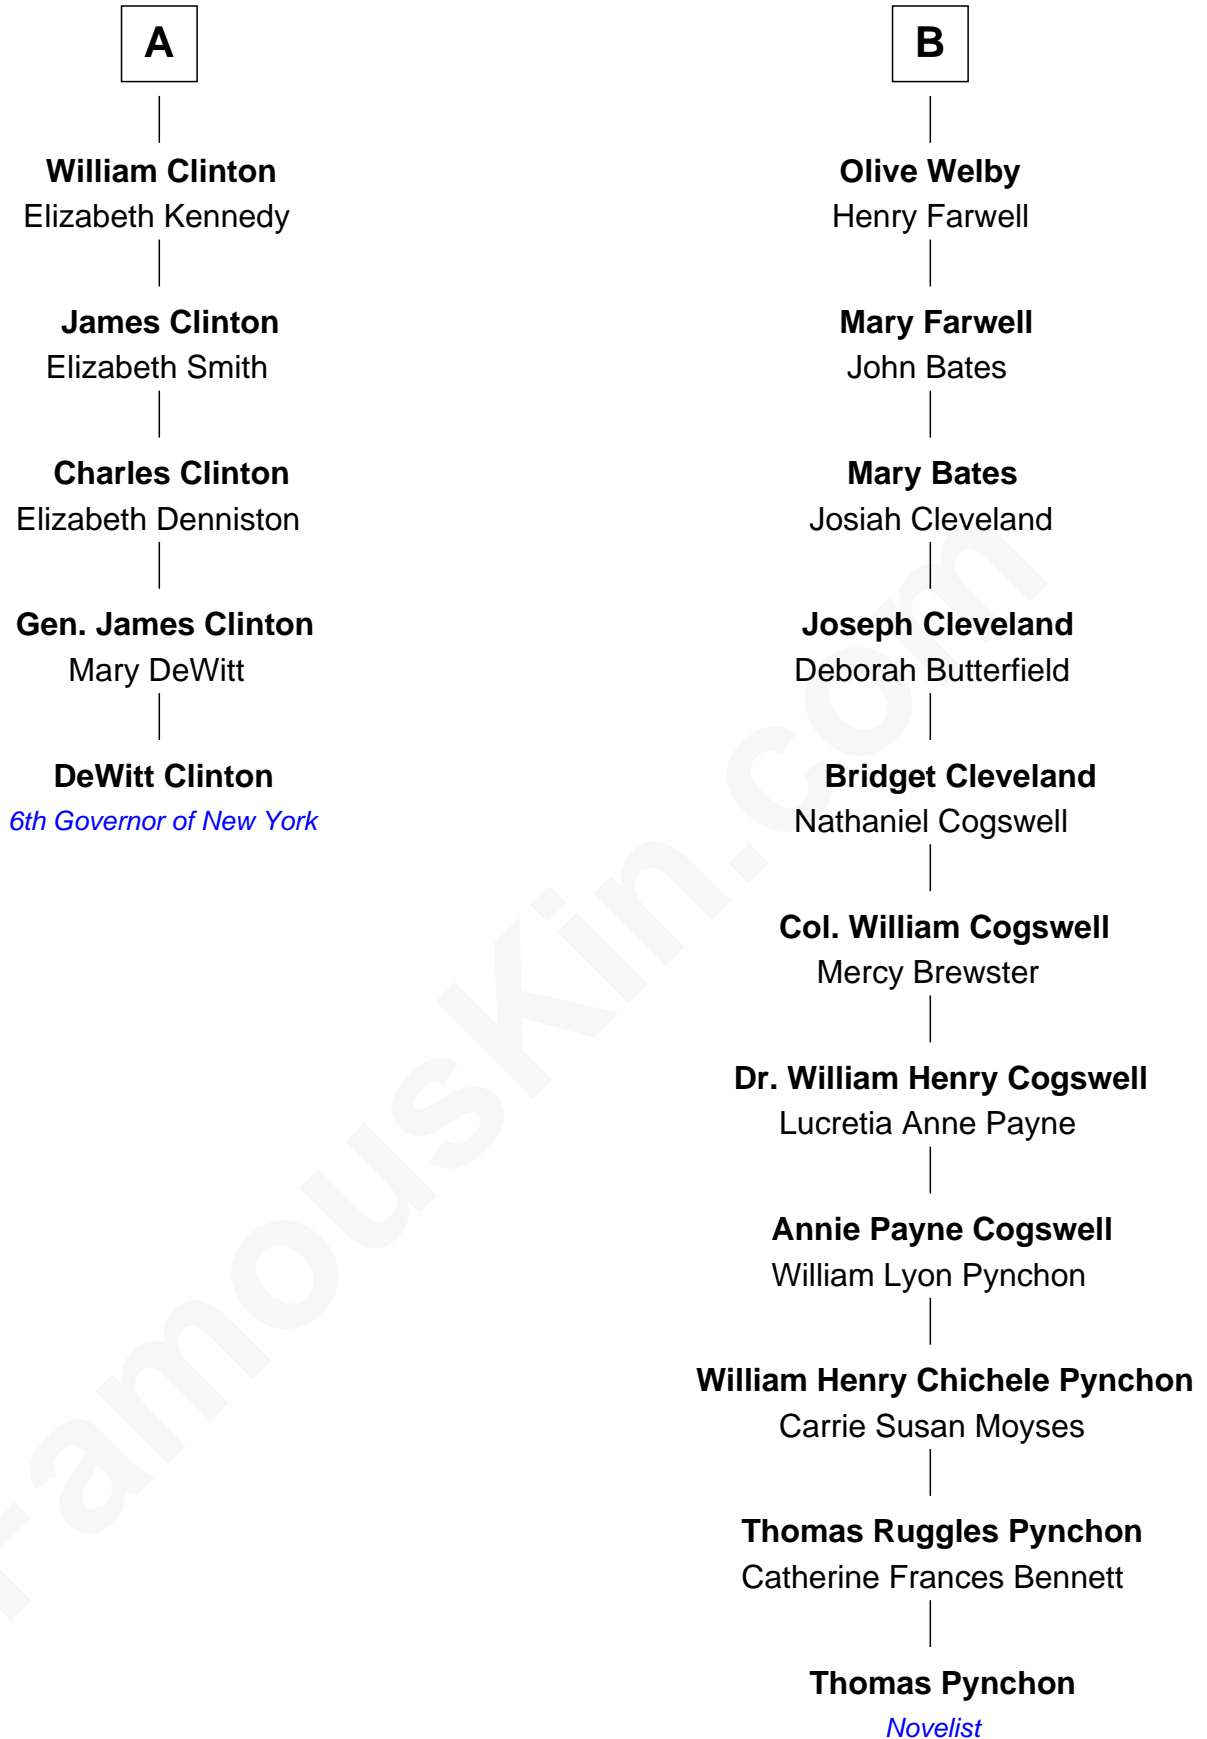 A
William Clinton
Elizabeth Kennedy
James Clinton
Elizabeth Smith
Charles Clinton
Elizabeth Denniston
Gen. James Clinton
Mary DeWitt
DeWitt Clinton
6th Governor of New York
B
Olive Welby
Henry Farwell
Mary Farwell
John Bates
Mary Bates
Josiah Cleveland
Joseph Cleveland
Deborah Butterfield
Bridget Cleveland
Nathaniel Cogswell
Col. William Cogswell
Mercy Brewster
Dr. William Henry Cogswell
Lucretia Anne Payne
Annie Payne Cogswell
William Lyon Pynchon
William Henry Chichele Pynchon
Carrie Susan Moyses
Thomas Ruggles Pynchon
Catherine Frances Bennett
Thomas Pynchon
Novelist
FamousKin.com